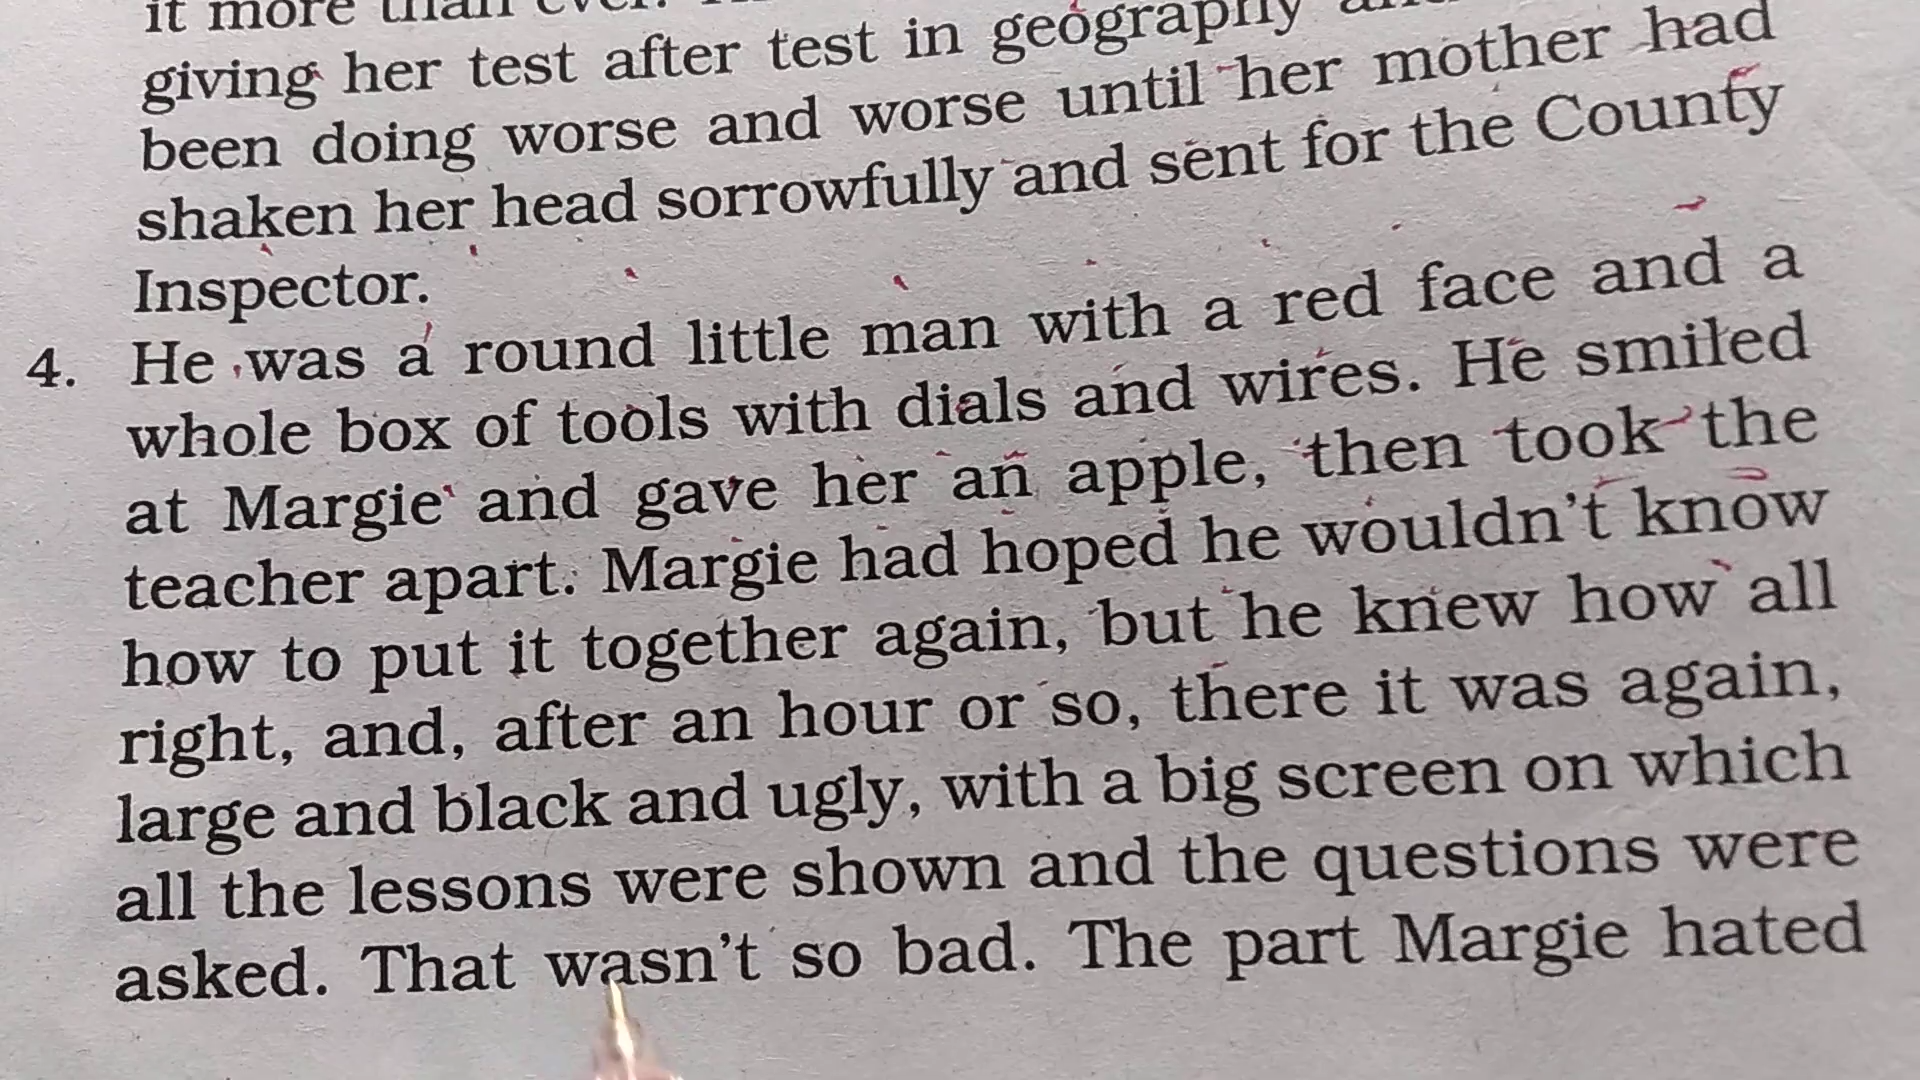 it more than ever.
giving her test after test in geography
been doing worse and worse until her mother had
shaken her head sorrowfully and sent for the County
Inspector.
4. He was a round little man with a red face and a
whole box of tools with dials and wires. He smiled
at Margie and gave her an apple, then took the
teacher apart. Margie had hoped he wouldn't know
how to put it together again, but he knew how all
right, and, after an hour or so, there it was again,
large and black and ugly, with a big screen on which
all the lessons were shown and the questions were
asked. That wasn't so bad. The part Margie hated